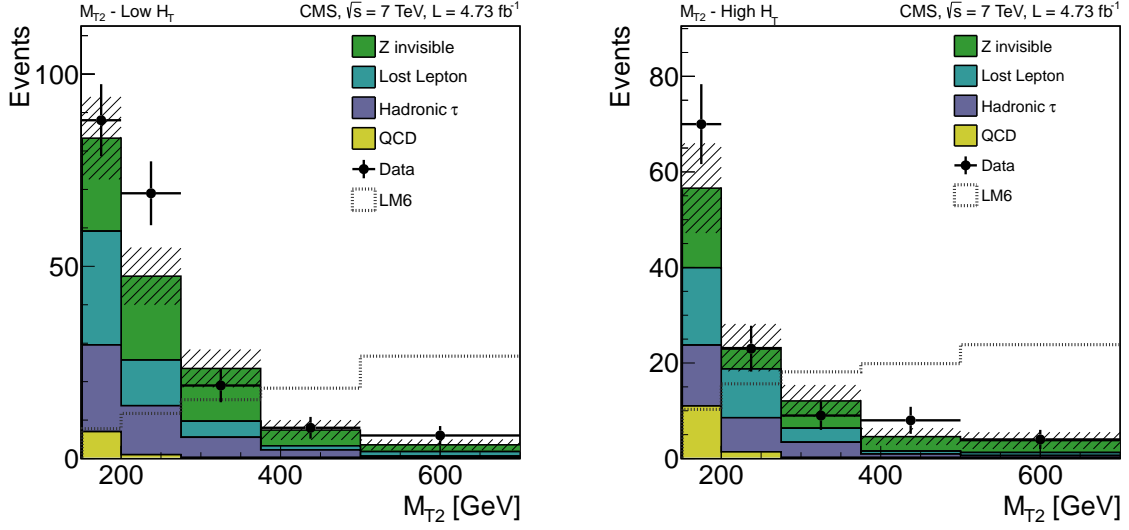 M_T2 - Low H_T
CMS, √s = 7 TeV, L = 4.73 fb⁻¹
Events
100
50
0
Z invisible
Lost Lepton
Hadronic τ
QCD
Data
LM6
200
400
600
M_T2 [GeV]
M_T2 - High H_T
CMS, √s = 7 TeV, L = 4.73 fb⁻¹
Events
80
60
40
20
0
Z invisible
Lost Lepton
Hadronic τ
QCD
Data
LM6
200
400
600
M_T2 [GeV]